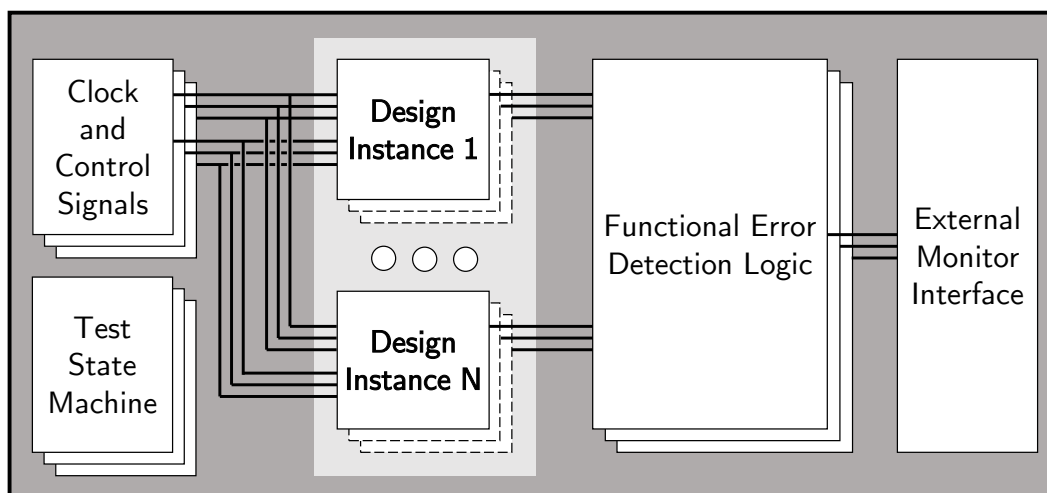 Clock
and
Control
Signals
Test
State
Machine
Design
Instance 1
Design
Instance N
Functional Error
Detection Logic
External
Monitor
Interface